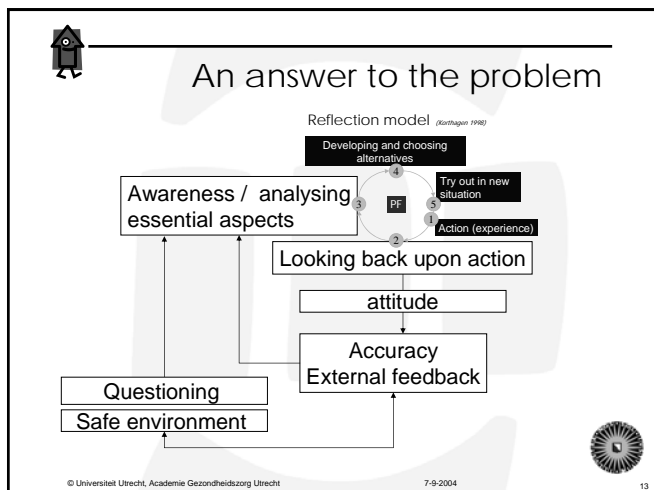 An answer to the problem
Reflection model (Korthagen 1998)
Developing and choosing
alternatives
4
Awareness / analysing
essential aspects
3
PF
Try out in new
situation
5
1
Action (experience)
2
Looking back upon action
attitude
Accuracy
External feedback
Questioning
Safe environment
© Universiteit Utrecht, Academie Gezondheidszorg Utrecht
7-9-2004
13